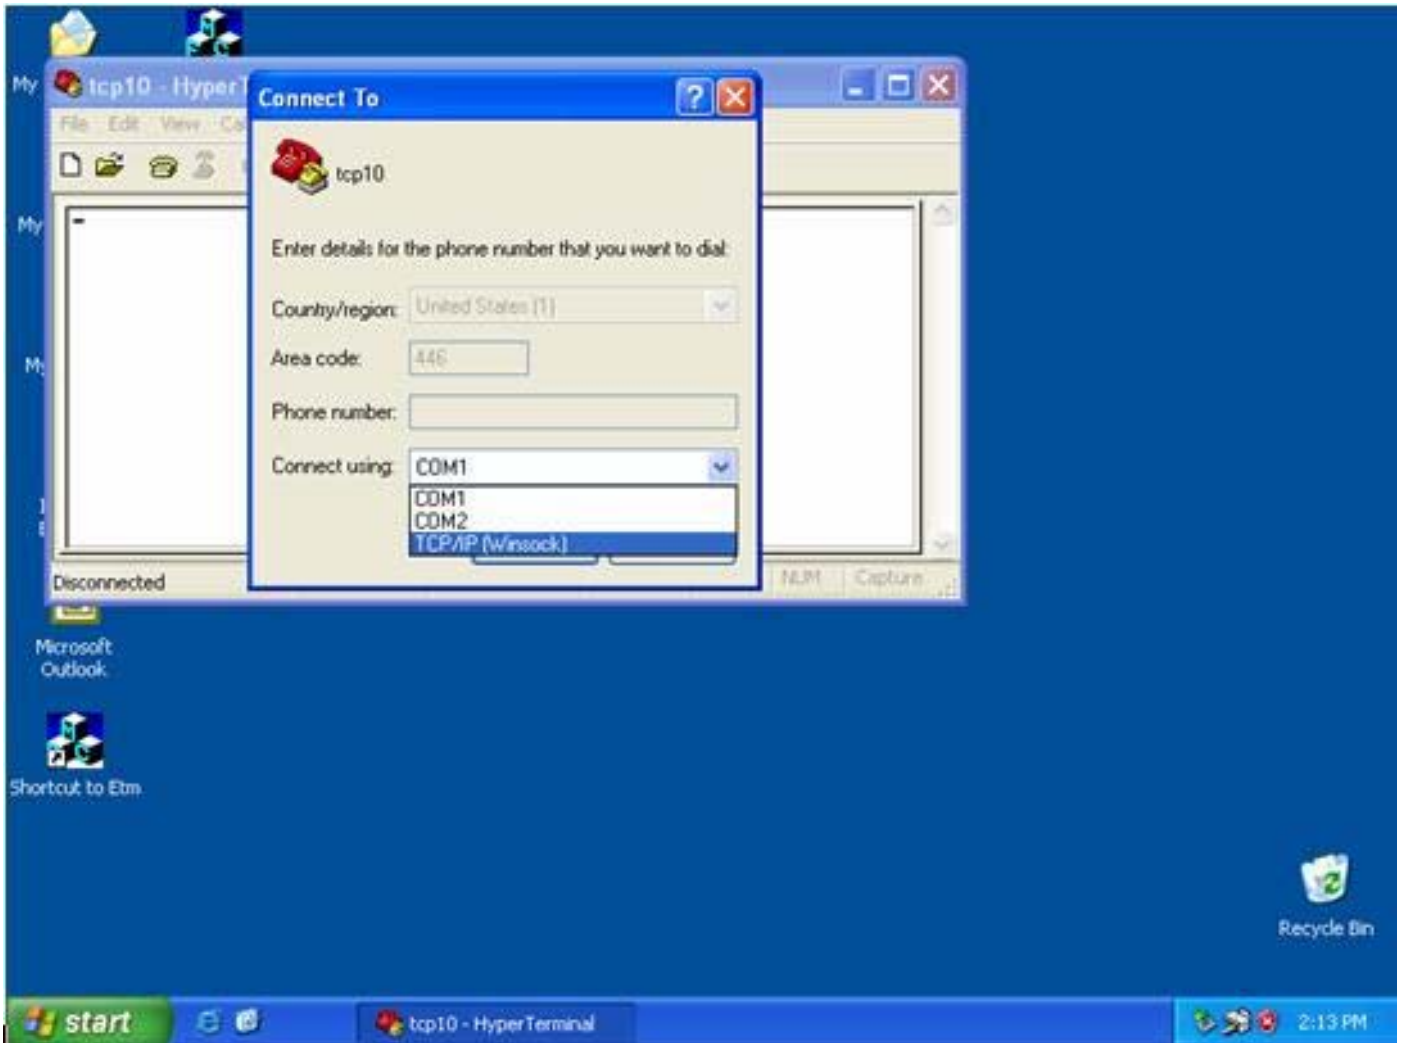 My
tcp10 - HyperT
File Edit View Ca
Connect To
tcp10
Enter details for the phone number that you want to dial:
Country/region: United States (1)
Area code: 446
Phone number:
Connect using: COM1
COM1
COM2
TCP/IP (Winsock)
My
My
Disconnected
NUM
Capture
Microsoft
Outlook
Shortcut to Etm
Recycle Bin
start
tcp10 - HyperTerminal
2:13 PM